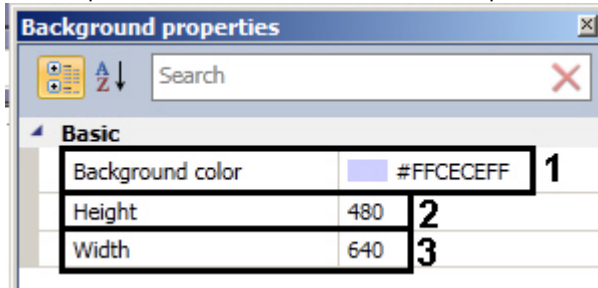 Background properties
A
Z
Search
Basic
Background color #FFCECEFF 1
Height 480 2
Width 640 3